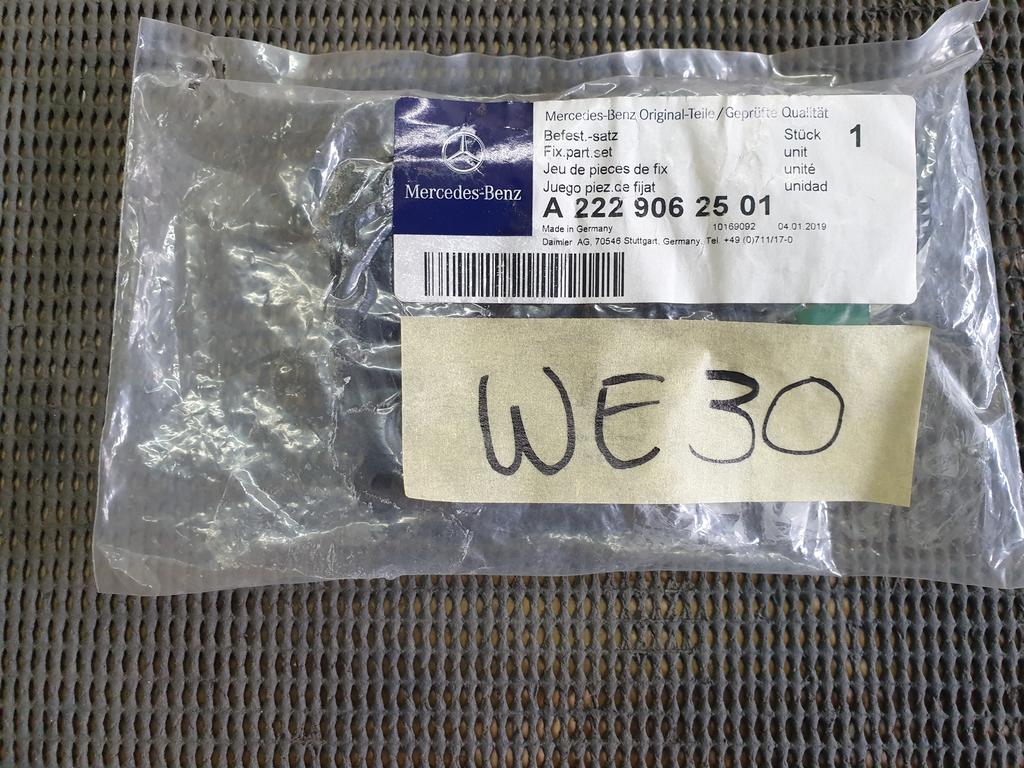 Mercedes-Benz
Mercedes-Benz Original-Teile/Geprüfte Qualität
Befest.-satz Stück 1
Fix.part.set unit
Jeu de pieces de fix unité
Juego piez.de fijat unidad
A 222 906 25 01
Made in Germany 10169092 04.01.2019
Daimler AG, 70546 Stuttgart, Germany, Tel. +49 (0)711/17-0
WE30